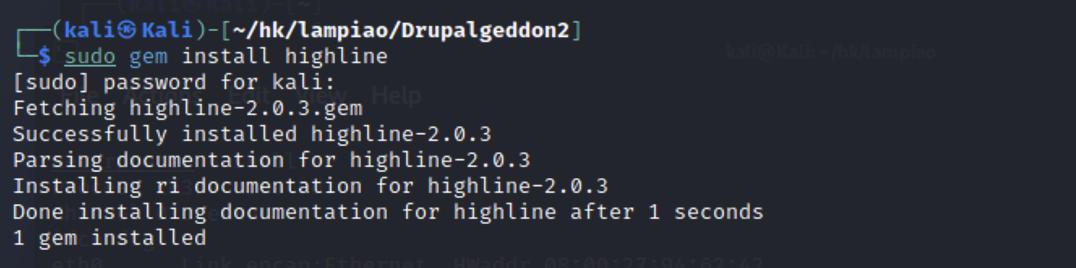 ┌──(kali㉿Kali)-[~/hk/lampiao/Drupalgeddon2]
└─$ sudo gem install highline
[sudo] password for kali:
Fetching highline-2.0.3.gem
Successfully installed highline-2.0.3
Parsing documentation for highline-2.0.3
Installing ri documentation for highline-2.0.3
Done installing documentation for highline after 1 seconds
1 gem installed